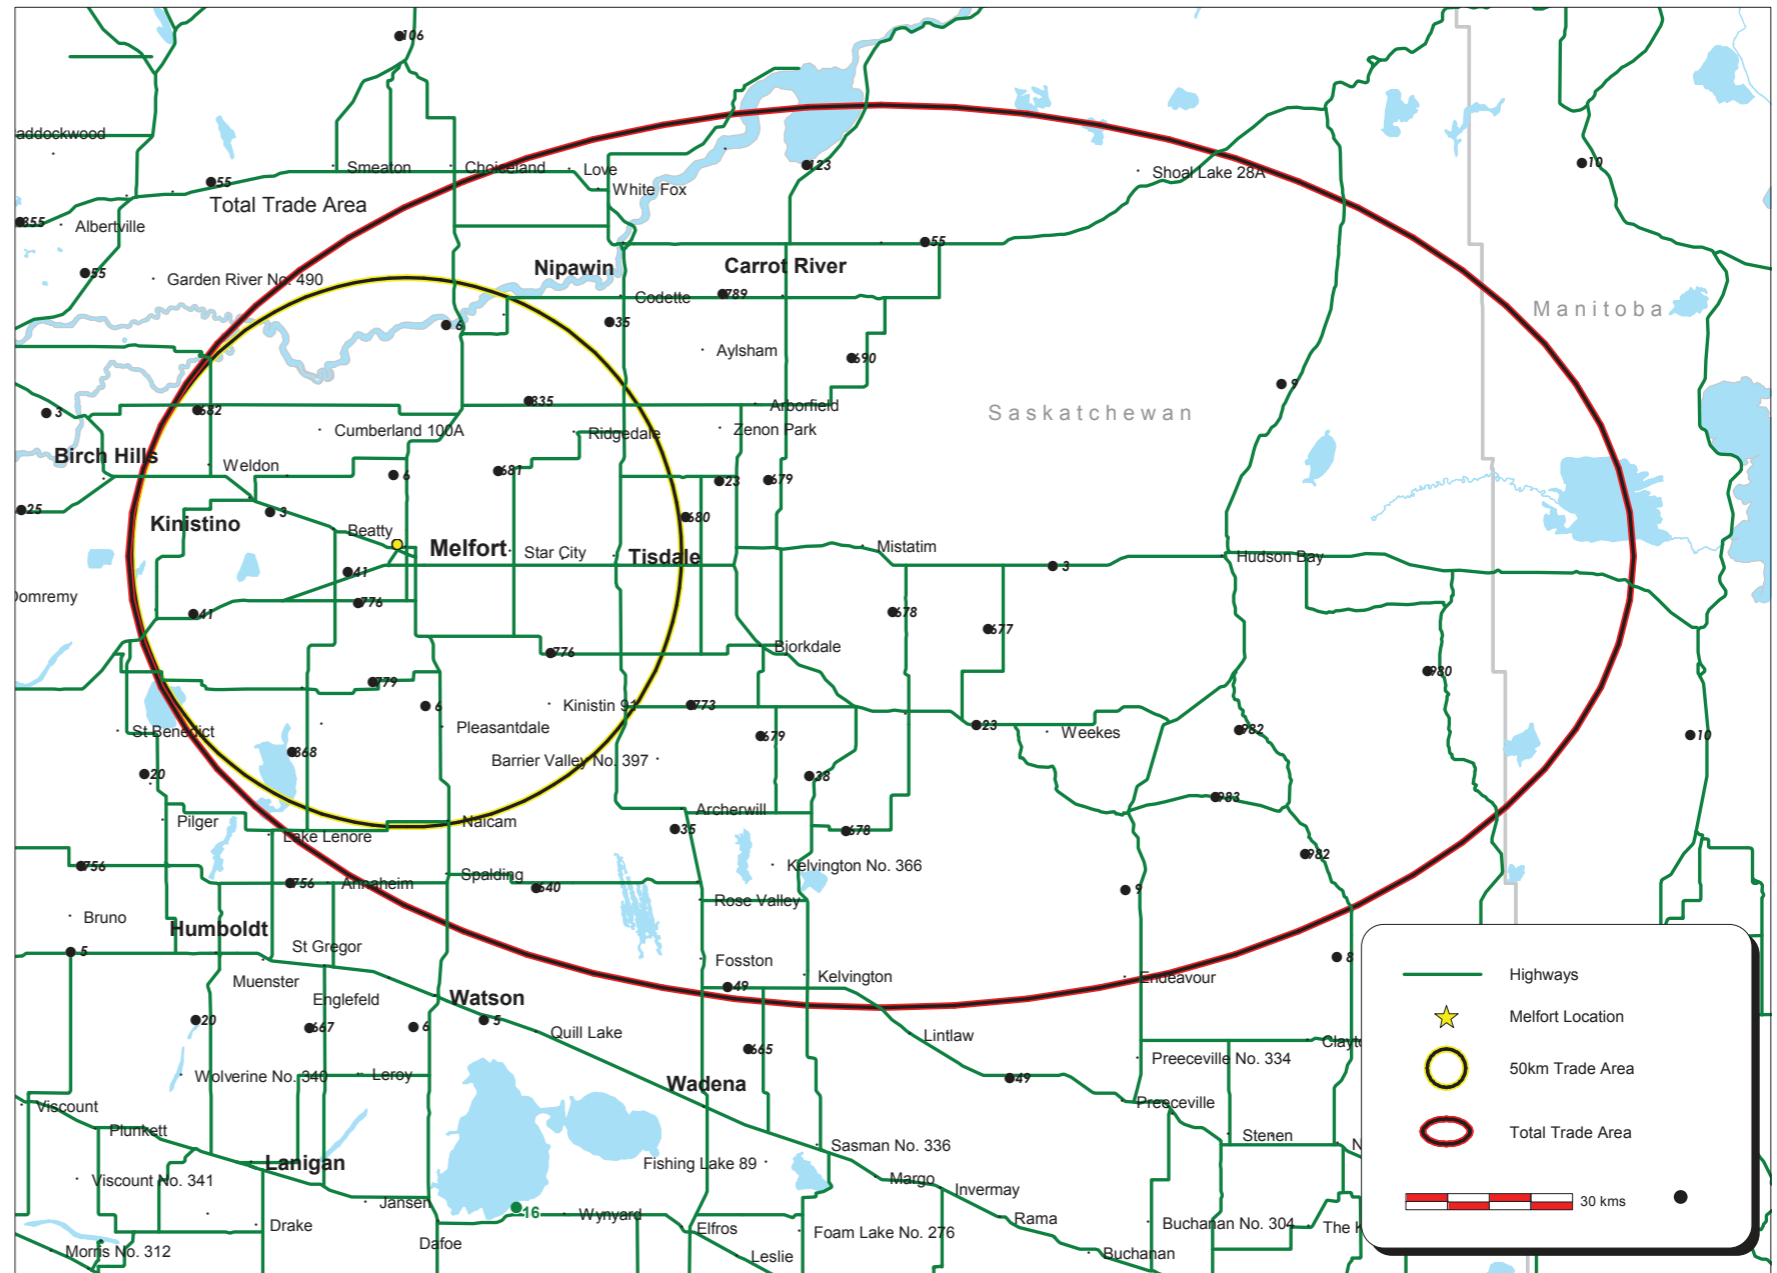 106
addockwood
Smeaton
Choiceland
Love
123
10
Shoal Lake 28A
55
White Fox
Total Trade Area
355
Albertville
55
Nipawin
Carrot River
55
Garden River No. 490
Codette
789
Manitoba
6
35
Aylsham
690
9
3
682
335
Arborfield
Saskatchewan
Cumberland 100A
Ridgedale
Zenon Park
Birch Hills
Weldon
6
681
23
679
25
Kinistino
3
680
Beatty
Melfort
Star City
Tisdale
Mistatim
Hudson Bay
3
41
Domremy
776
41
678
677
Bjorkdale
776
779
980
6
Kinistin 91
773
Pleasantdale
23
Weekes
982
St Benedict
679
10
368
Barrier Valley No. 397
20
38
983
Archerwill
Pilger
Naicam
35
678
Lake Lenore
982
756
Kelvington No. 366
Spalding
756
Annaheim
640
9
Rose Valley
Bruno
Humboldt
St Gregor
5
8
Fosston
Kelvington
Endeavour
Muenster
49
Englefeld
Watson
20
667
6
5
Quill Lake
Lintlaw
665
Preeceville No. 334
Wolverine No. 340
Leroy
Wadena
49
Viscount
Preeceville
Plunkett
Stenen
Sasman No. 336
Lanigan
Fishing Lake 89
Viscount No. 341
Margo
Invermay
Jansen
16
Wynyard
Rama
Drake
Elfros
Foam Lake No. 276
Buchanan No. 304
Dafoe
Morris No. 312
Leslie
Buchanan
Highways
Melfort Location
50km Trade Area
Total Trade Area
30 kms